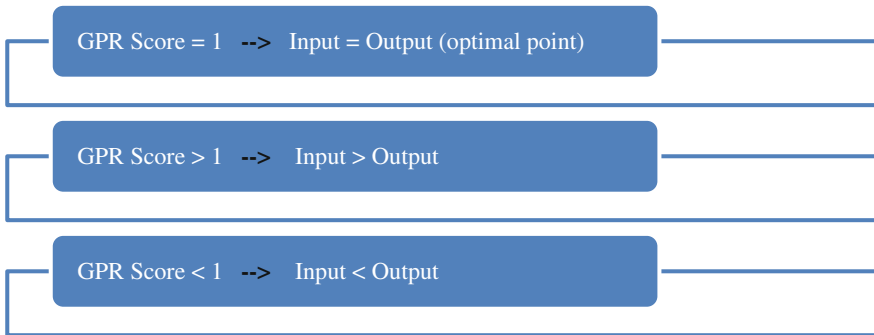 GPR Score = 1 --> Input = Output (optimal point)
GPR Score > 1 --> Input > Output
GPR Score < 1 --> Input < Output